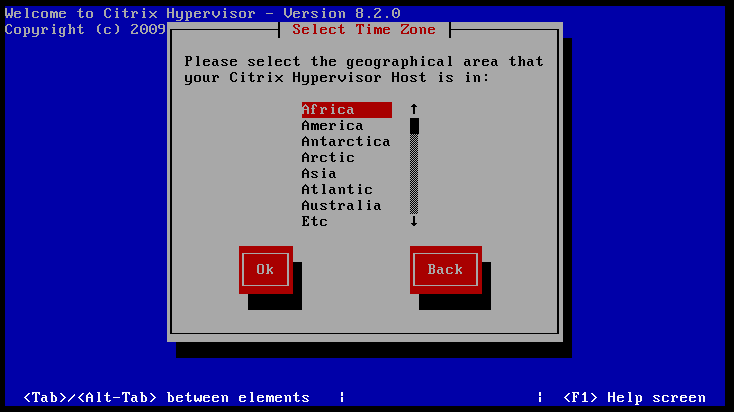 Welcome to Citrix Hypervisor - Version 8.2.0
Copyright (c) 2009
Select Time Zone
Please select the geographical area that
your Citrix Hypervisor Host is in:
Africa
America
Antarctica
Arctic
Asia
Atlantic
Australia
Etc
Ok
Back
<Tab>/<Alt-Tab> between elements | | <F1> Help screen